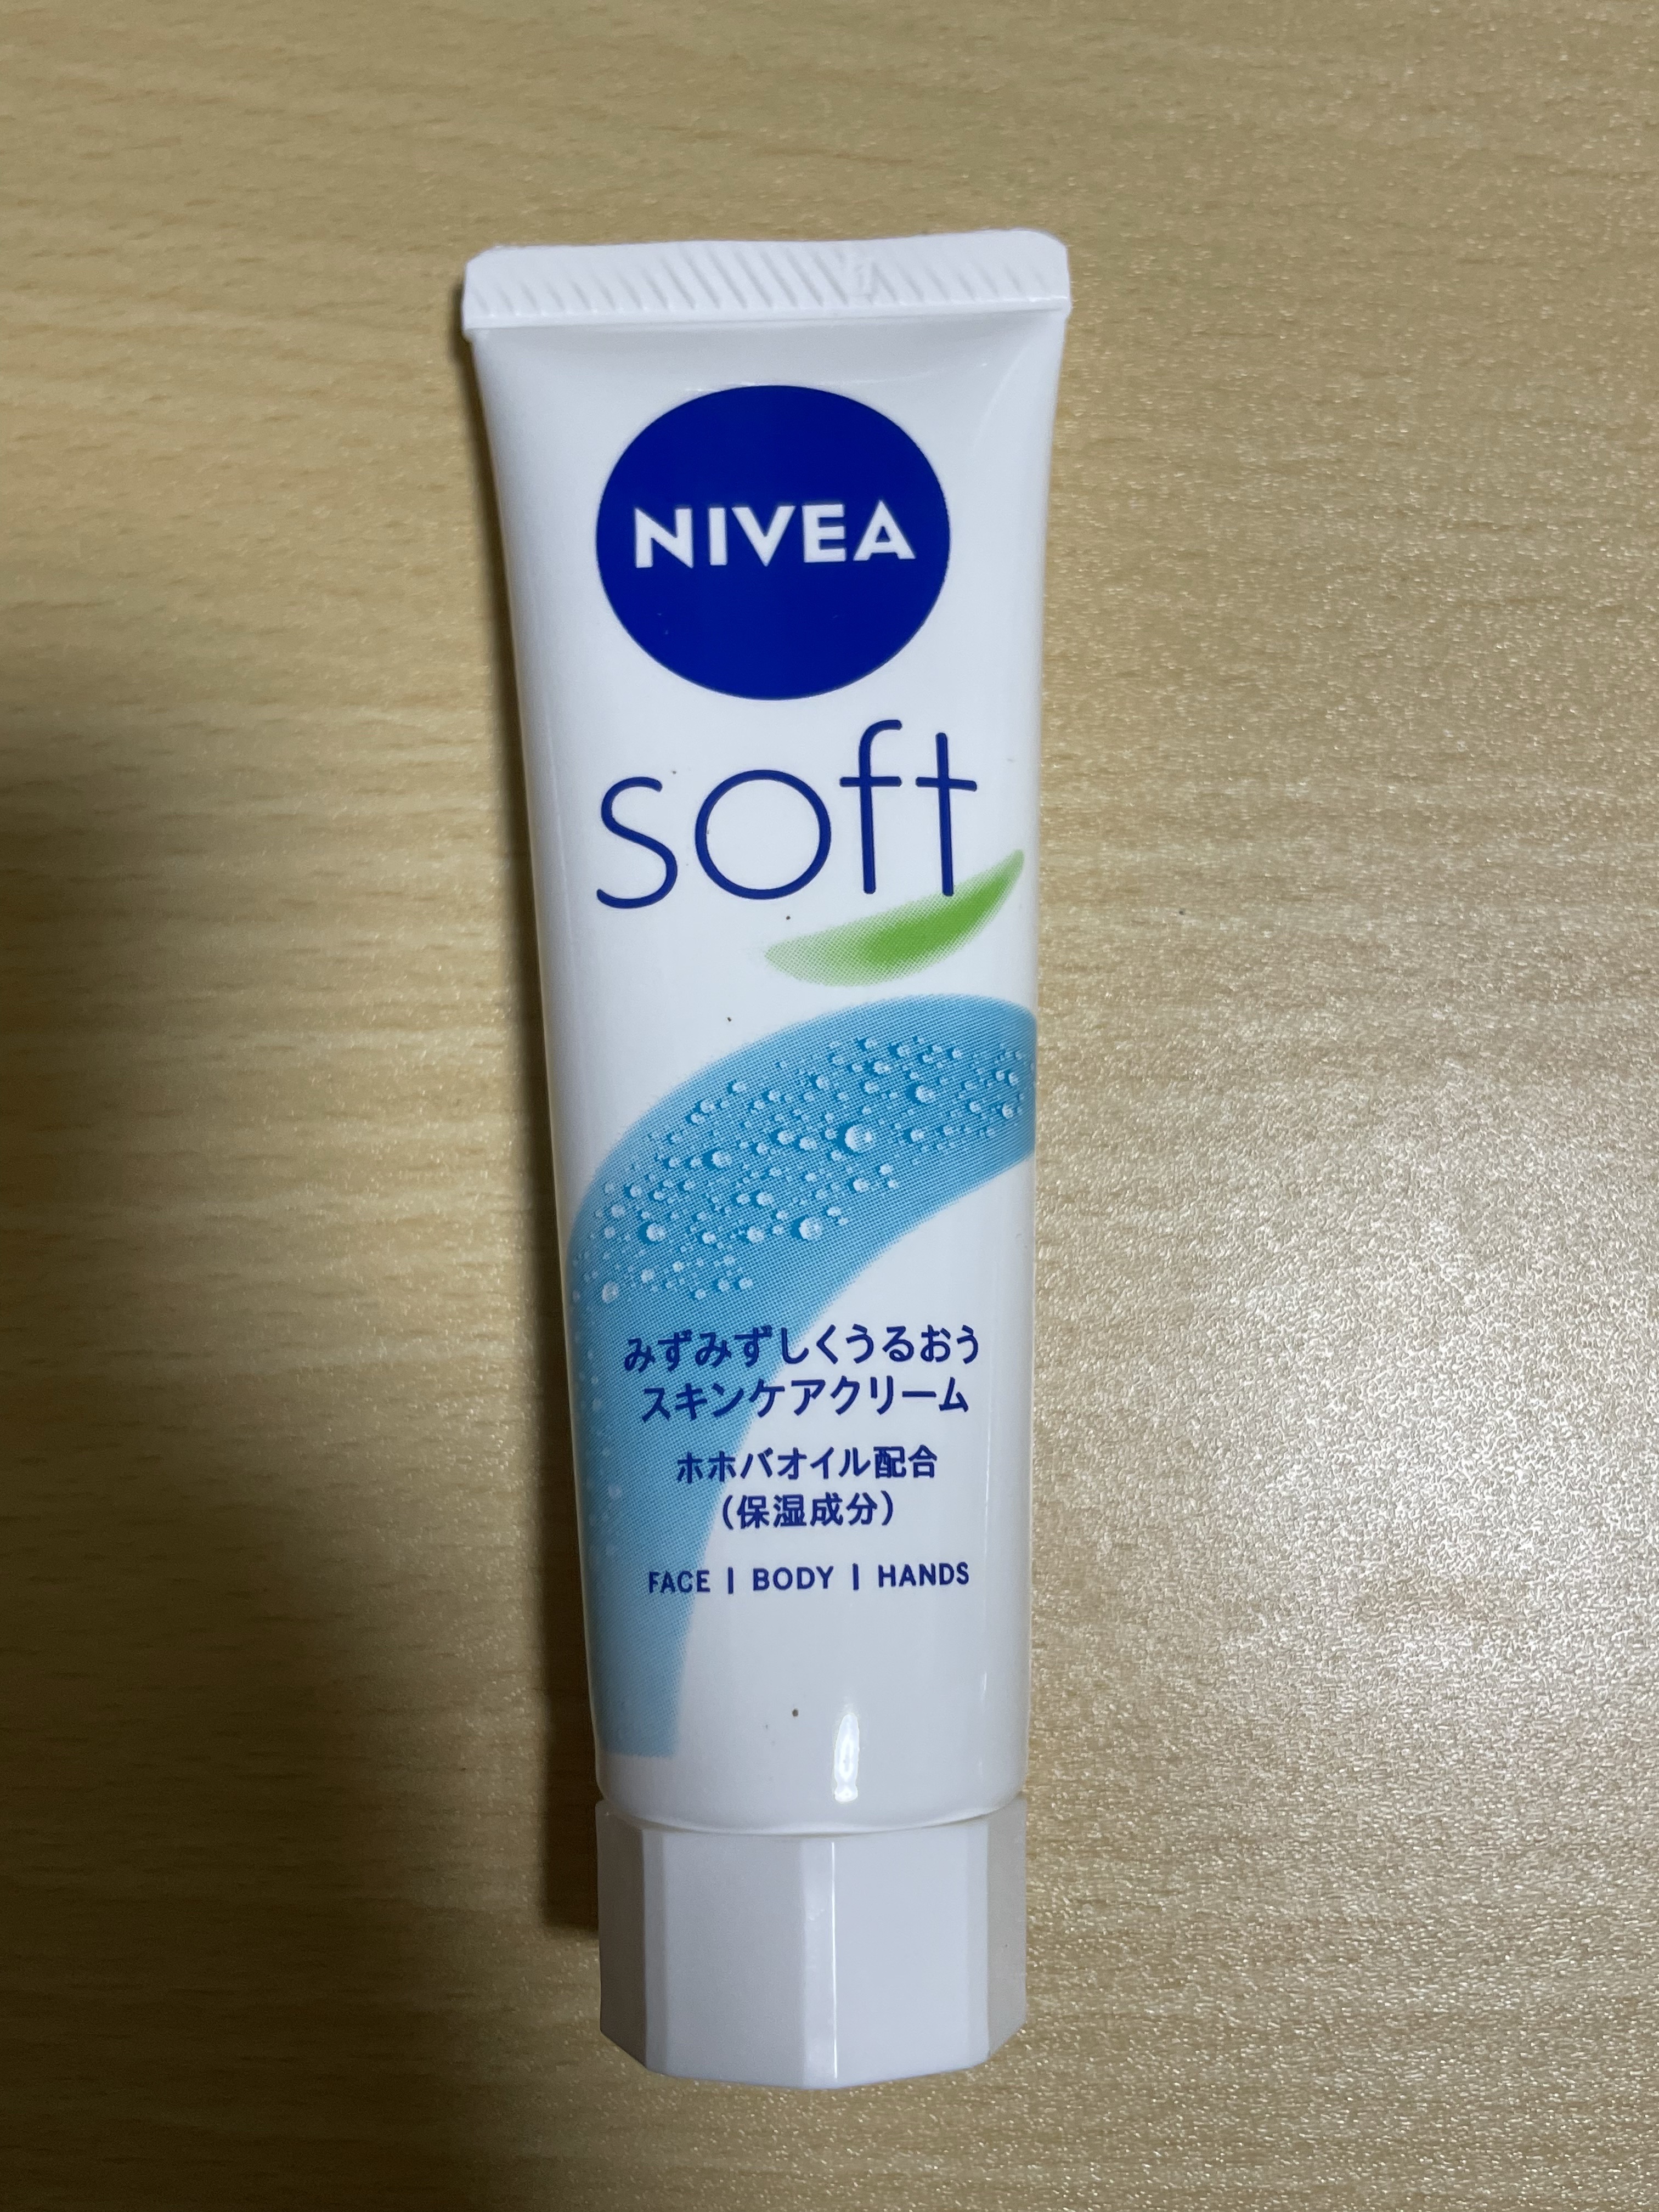 NIVEA
soft
みずみずしくうるおう
スキンケアクリーム
ホホバオイル配合
（保湿成分）
FACE | BODY | HANDS